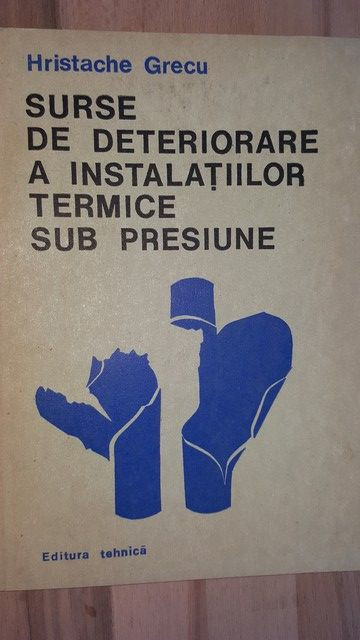 Hristache Grecu
SURSE
DE DETERIORARE
A INSTALAȚIILOR
TERMICE
SUB PRESIUNE
Editura tehnică